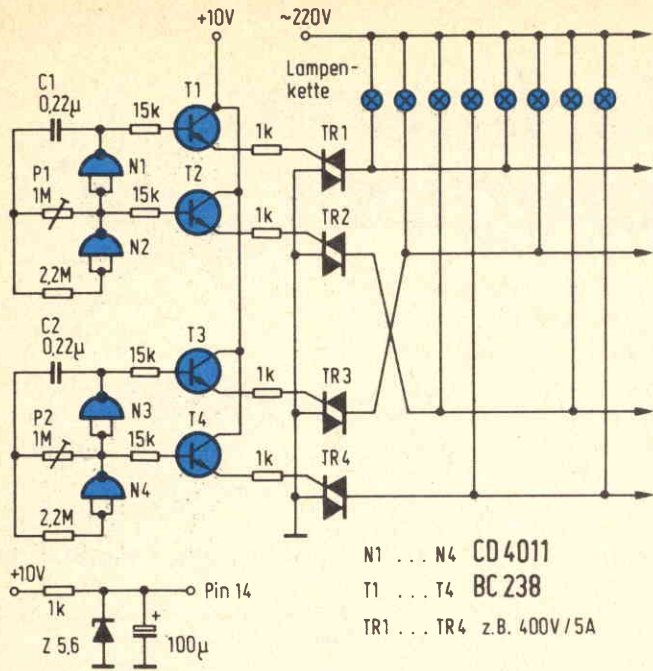 +10V
~220V
Lampen-
kette
C1
0,22µ
15k
T1
1k
TR1
N1
P1
1M
15k
T2
1k
TR2
N2
2,2M
C2
0,22µ
15k
T3
1k
TR3
N3
P2
1M
15k
T4
1k
TR4
N4
2,2M
+10V
1k
Pin 14
Z 5,6
+
100µ
N1 ... N4 CD 4011
T1 ... T4 BC 238
TR1 ... TR4 z.B. 400V/5A